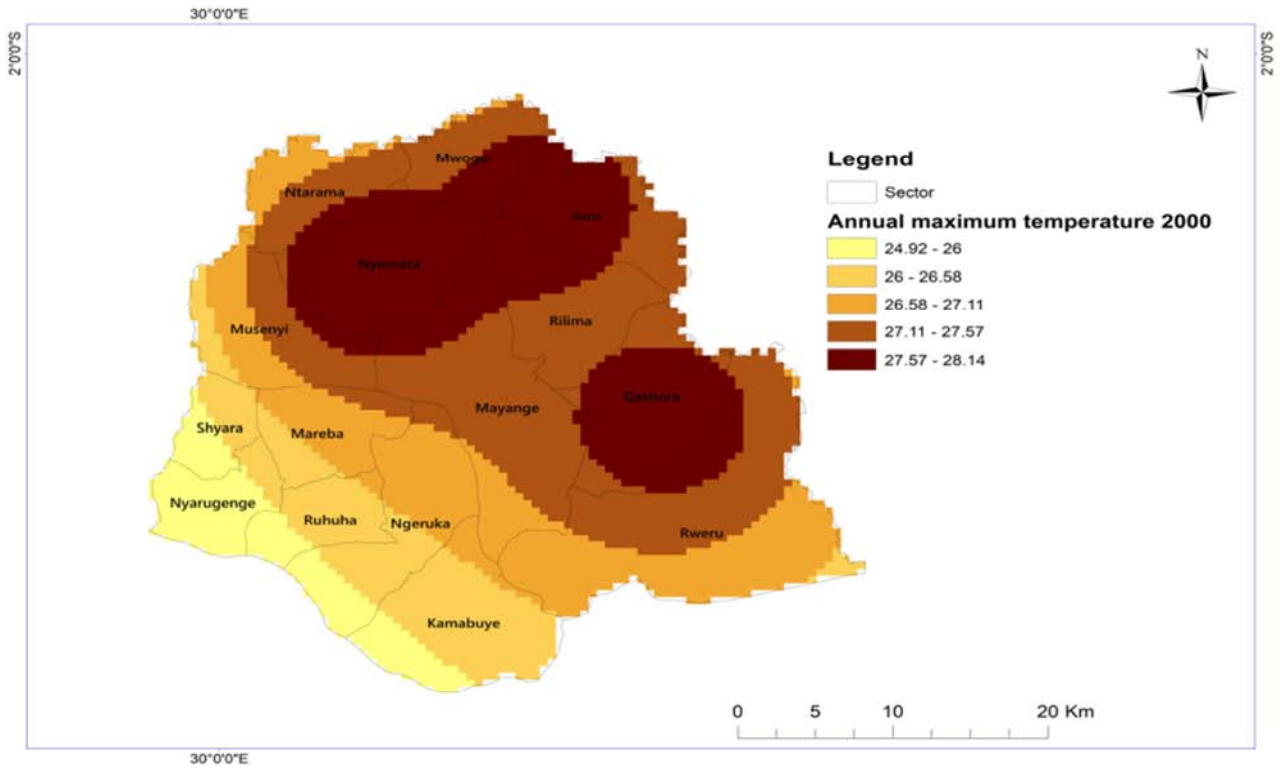 30°0'0"E
2°0'0"S
2°0'0"S
N
Mwogo
Ntarama
Juru
Nyamata
Musenyi
Rilima
Gashora
Mayange
Shyara
Mareba
Nyarugenge
Ruhuha
Ngeruka
Rweru
Kamabuye
Legend
Sector
Annual maximum temperature 2000
24.92 - 26
26 - 26.58
26.58 - 27.11
27.11 - 27.57
27.57 - 28.14
0 5 10 20 Km
30°0'0"E